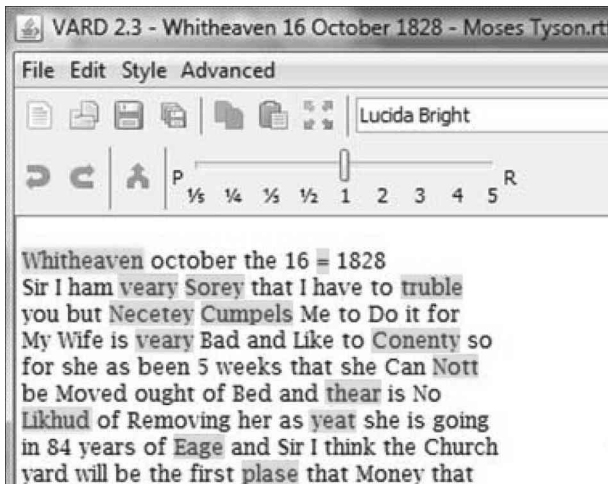 VARD 2.3 - Whitheaven 16 October 1828 - Moses Tyson.rt
File Edit Style Advanced
Lucida Bright
P R
⅕ ¼ ⅓ ½ 1 2 3 4 5
Whitheaven october the 16 = 1828
Sir I ham veary Sorey that I have to truble
you but Necetey Cumpels Me to Do it for
My Wife is veary Bad and Like to Conenty so
for she as been 5 weeks that she Can Nott
be Moved ought of Bed and thear is No
Likhud of Removing her as yeat she is going
in 84 years of Eage and Sir I think the Church
yard will be the first plase that Money that